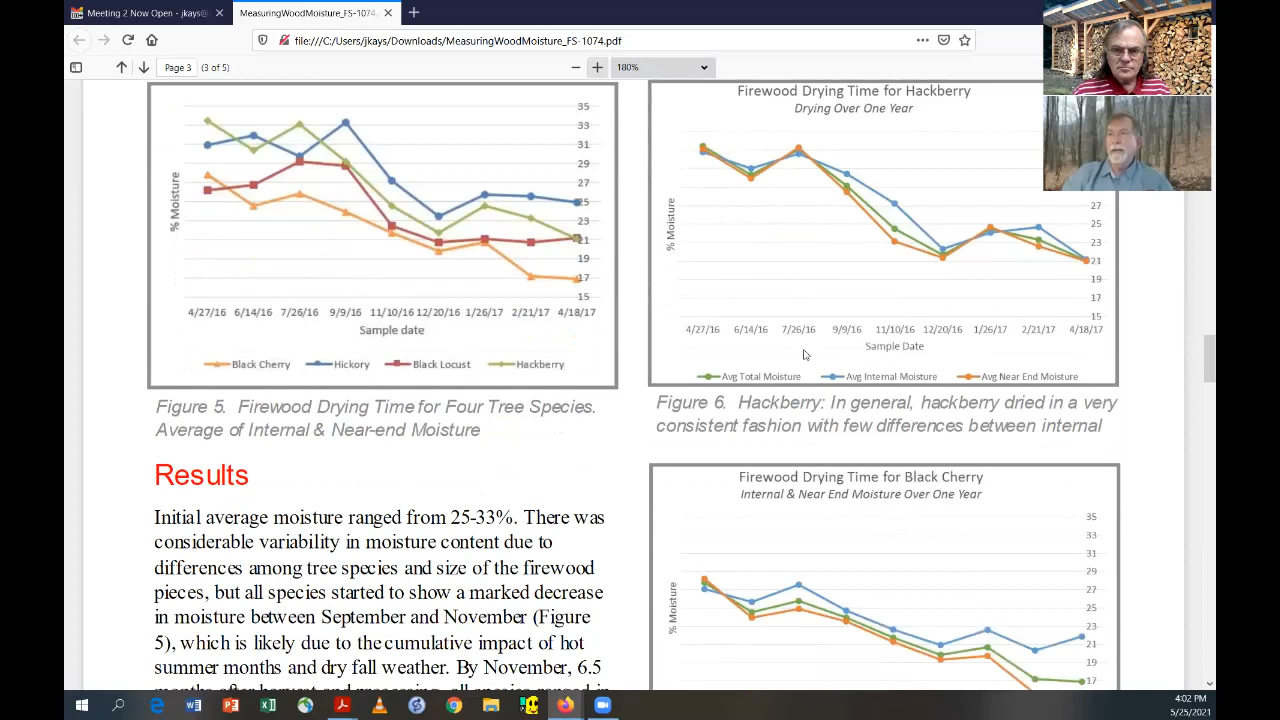 Meeting 2 Now Open - jkays@
MeasuringWoodMoisture_FS-1074.
file:///C:/Users/jkays/Downloads/MeasuringWoodMoisture_FS-1074.pdf
Page 3
(3 of 5)
180%
35
33
31
29
27
25
23
21
19
17
15
% Moisture
4/27/16 6/14/16 7/26/16 9/9/16 11/10/16 12/20/16 1/26/17 2/21/17 4/18/17
Sample date
Black Cherry Hickory Black Locust Hackberry
Figure 5. Firewood Drying Time for Four Tree Species.
Average of Internal & Near-end Moisture
Results
Initial average moisture ranged from 25-33%. There was
considerable variability in moisture content due to
differences among tree species and size of the firewood
pieces, but all species started to show a marked decrease
in moisture between September and November (Figure
5), which is likely due to the cumulative impact of hot
summer months and dry fall weather. By November, 6.5
Firewood Drying Time for Hackberry
Drying Over One Year
27
25
23
21
19
17
15
% Moisture
4/27/16 6/14/16 7/26/16 9/9/16 11/10/16 12/20/16 1/26/17 2/21/17 4/18/17
Sample Date
Avg Total Moisture Avg Internal Moisture Avg Near End Moisture
Figure 6. Hackberry: In general, hackberry dried in a very
consistent fashion with few differences between internal
Firewood Drying Time for Black Cherry
Internal & Near End Moisture Over One Year
35
33
31
29
27
25
23
21
19
17
% Moisture
4:02 PM
5/25/2021